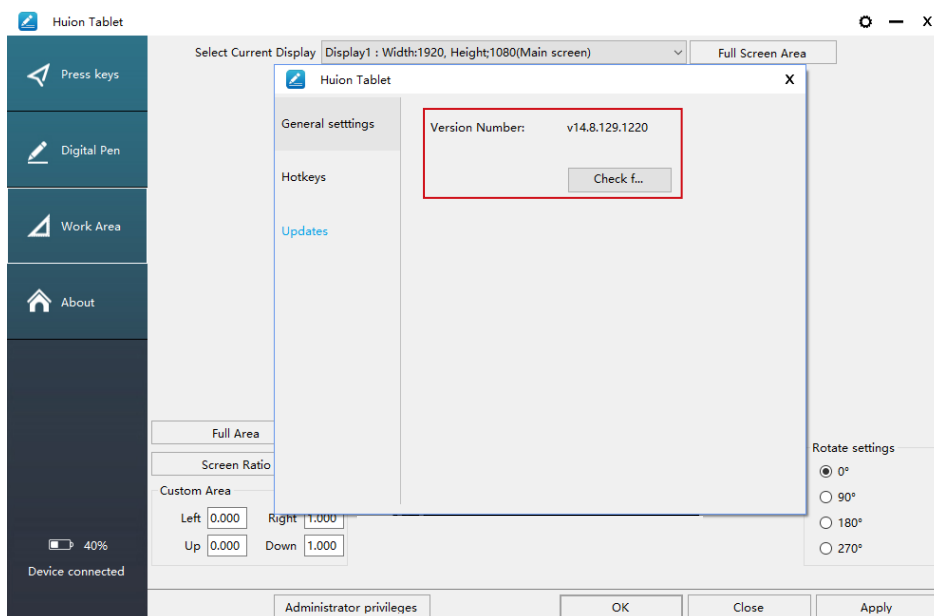 Huion Tablet
Press keys
Digital Pen
Work Area
About
40%
Device connected
Select Current Display Display1 : Width:1920, Height;1080(Main screen) Full Screen Area
Huion Tablet X
General setttings
Hotkeys
Updates
Version Number: v14.8.129.1220
Check f...
Full Area
Screen Ratio
Custom Area
Left 0.000 Right 1.000
Up 0.000 Down 1.000
Rotate settings
0°
90°
180°
270°
Administrator privileges OK Close Apply